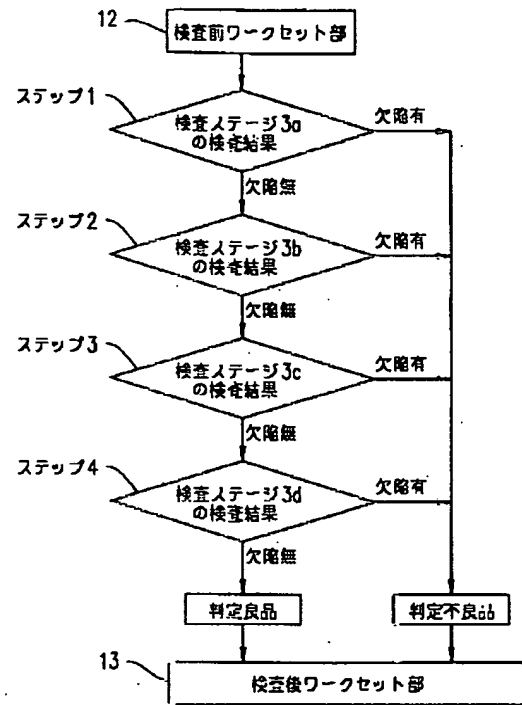 12
検査前ワークセット部
ステップ1
検査ステージ3a
の検査結果
欠陥有
欠陥無
ステップ2
検査ステージ3b
の検査結果
欠陥有
欠陥無
ステップ3
検査ステージ3c
の検査結果
欠陥有
欠陥無
ステップ4
検査ステージ3d
の検査結果
欠陥有
欠陥無
判定良品
判定不良品
13
検査後ワークセット部